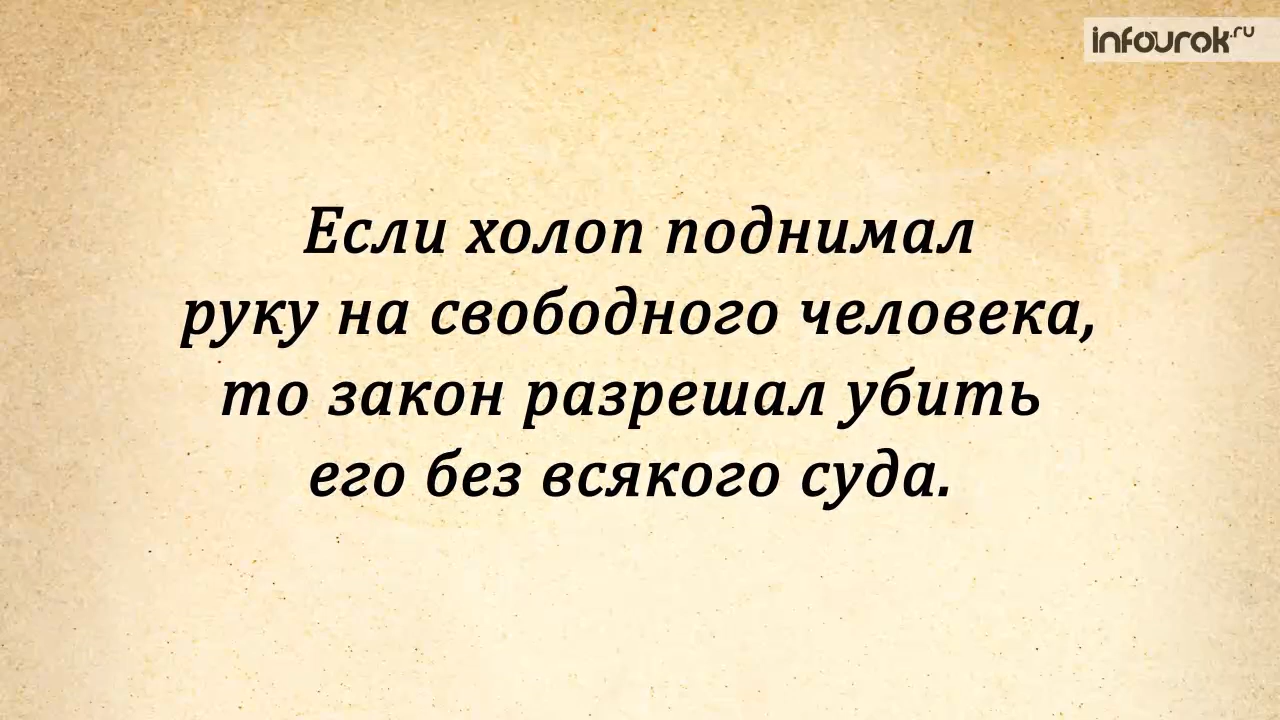 infourok.ru
Если холоп поднимал
руку на свободного человека,
то закон разрешал убить
его без всякого суда.